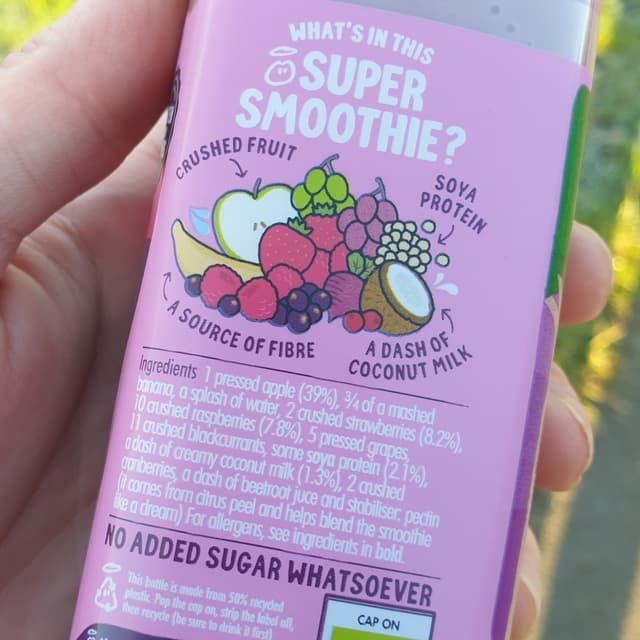 WHAT'S IN THIS
SUPER
SMOOTHIE?
CRUSHED FRUIT
SOYA
PROTEIN
A SOURCE OF FIBRE
A DASH OF
COCONUT MILK
Ingredients 1 pressed apple (39%), 3/4 of a mashed
banana, a splash of water, 2 crushed strawberries (8.2%),
10 crushed raspberries (7.8%), 5 pressed grapes,
11 crushed blackcurrants, some soya protein (2.1%),
a dash of creamy coconut milk (1.3%), 2 crushed
cranberries, a dash of beetroot juice and stabiliser: pectin
(it comes from citrus peel and helps blend the smoothie
like a dream) For allergens, see ingredients in bold.
NO ADDED SUGAR WHATSOEVER
This bottle is made from 50% recycled
plastic. Pop the cap on, strip the label off,
then recycle (be sure to drink it first)
CAP ON